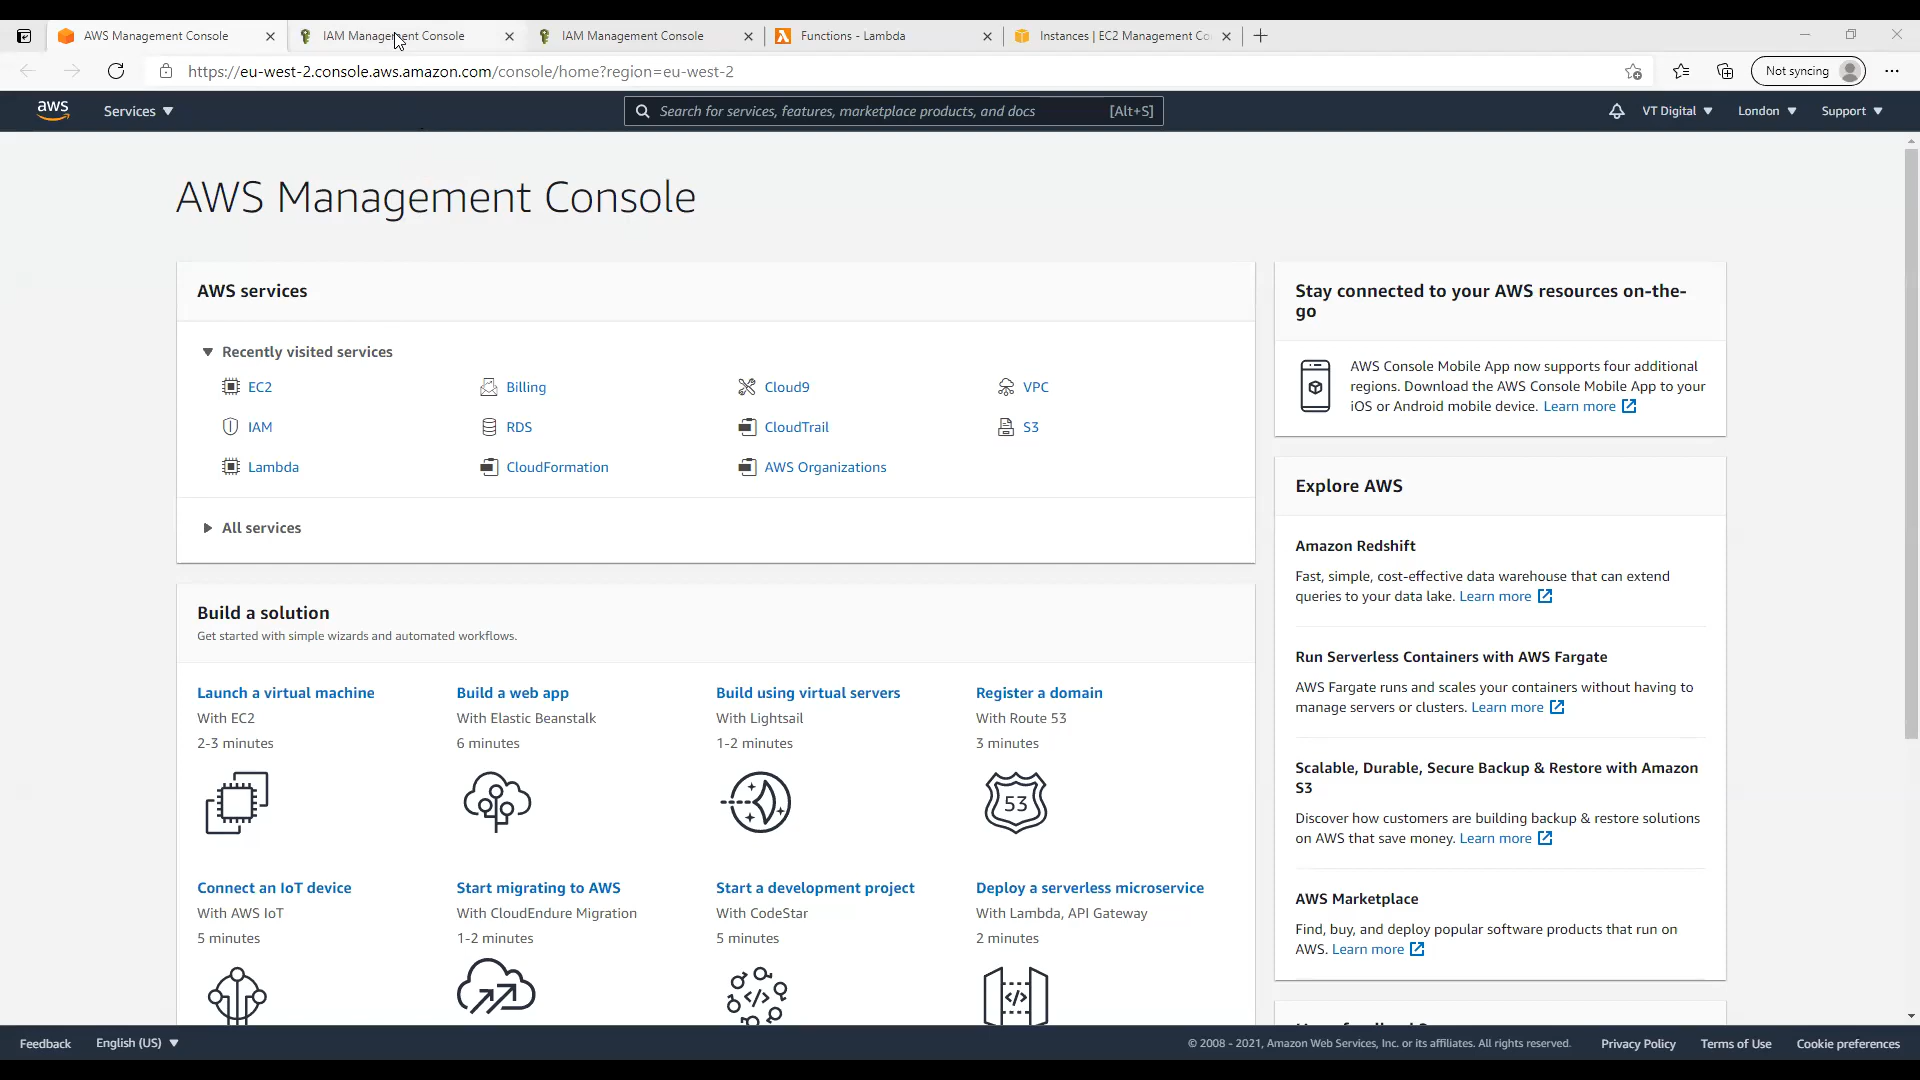 AWS Management Console
IAM Management Console
IAM Management Console
Functions - Lambda
Instances | EC2 Management Co
https://eu-west-2.console.aws.amazon.com/console/home?region=eu-west-2
Not syncing
aws
Services
Search for services, features, marketplace products, and docs
[Alt+S]
VT Digital
London
Support
AWS Management Console
AWS services
Recently visited services
EC2
Billing
Cloud9
VPC
IAM
RDS
CloudTrail
S3
Lambda
CloudFormation
AWS Organizations
All services
Stay connected to your AWS resources on-the-
go
AWS Console Mobile App now supports four additional
regions. Download the AWS Console Mobile App to your
iOS or Android mobile device. Learn more
Build a solution
Get started with simple wizards and automated workflows.
Launch a virtual machine
With EC2
2-3 minutes
Build a web app
With Elastic Beanstalk
6 minutes
Build using virtual servers
With Lightsail
1-2 minutes
Register a domain
With Route 53
3 minutes
53
Connect an IoT device
With AWS IoT
5 minutes
Start migrating to AWS
With CloudEndure Migration
1-2 minutes
Start a development project
With CodeStar
5 minutes
Deploy a serverless microservice
With Lambda, API Gateway
2 minutes
Explore AWS
Amazon Redshift
Fast, simple, cost-effective data warehouse that can extend
queries to your data lake. Learn more
Run Serverless Containers with AWS Fargate
AWS Fargate runs and scales your containers without having to
manage servers or clusters. Learn more
Scalable, Durable, Secure Backup & Restore with Amazon
S3
Discover how customers are building backup & restore solutions
on AWS that save money. Learn more
AWS Marketplace
Find, buy, and deploy popular software products that run on
AWS. Learn more
Feedback
English (US)
© 2008 - 2021, Amazon Web Services, Inc. or its affiliates. All rights reserved.
Privacy Policy
Terms of Use
Cookie preferences